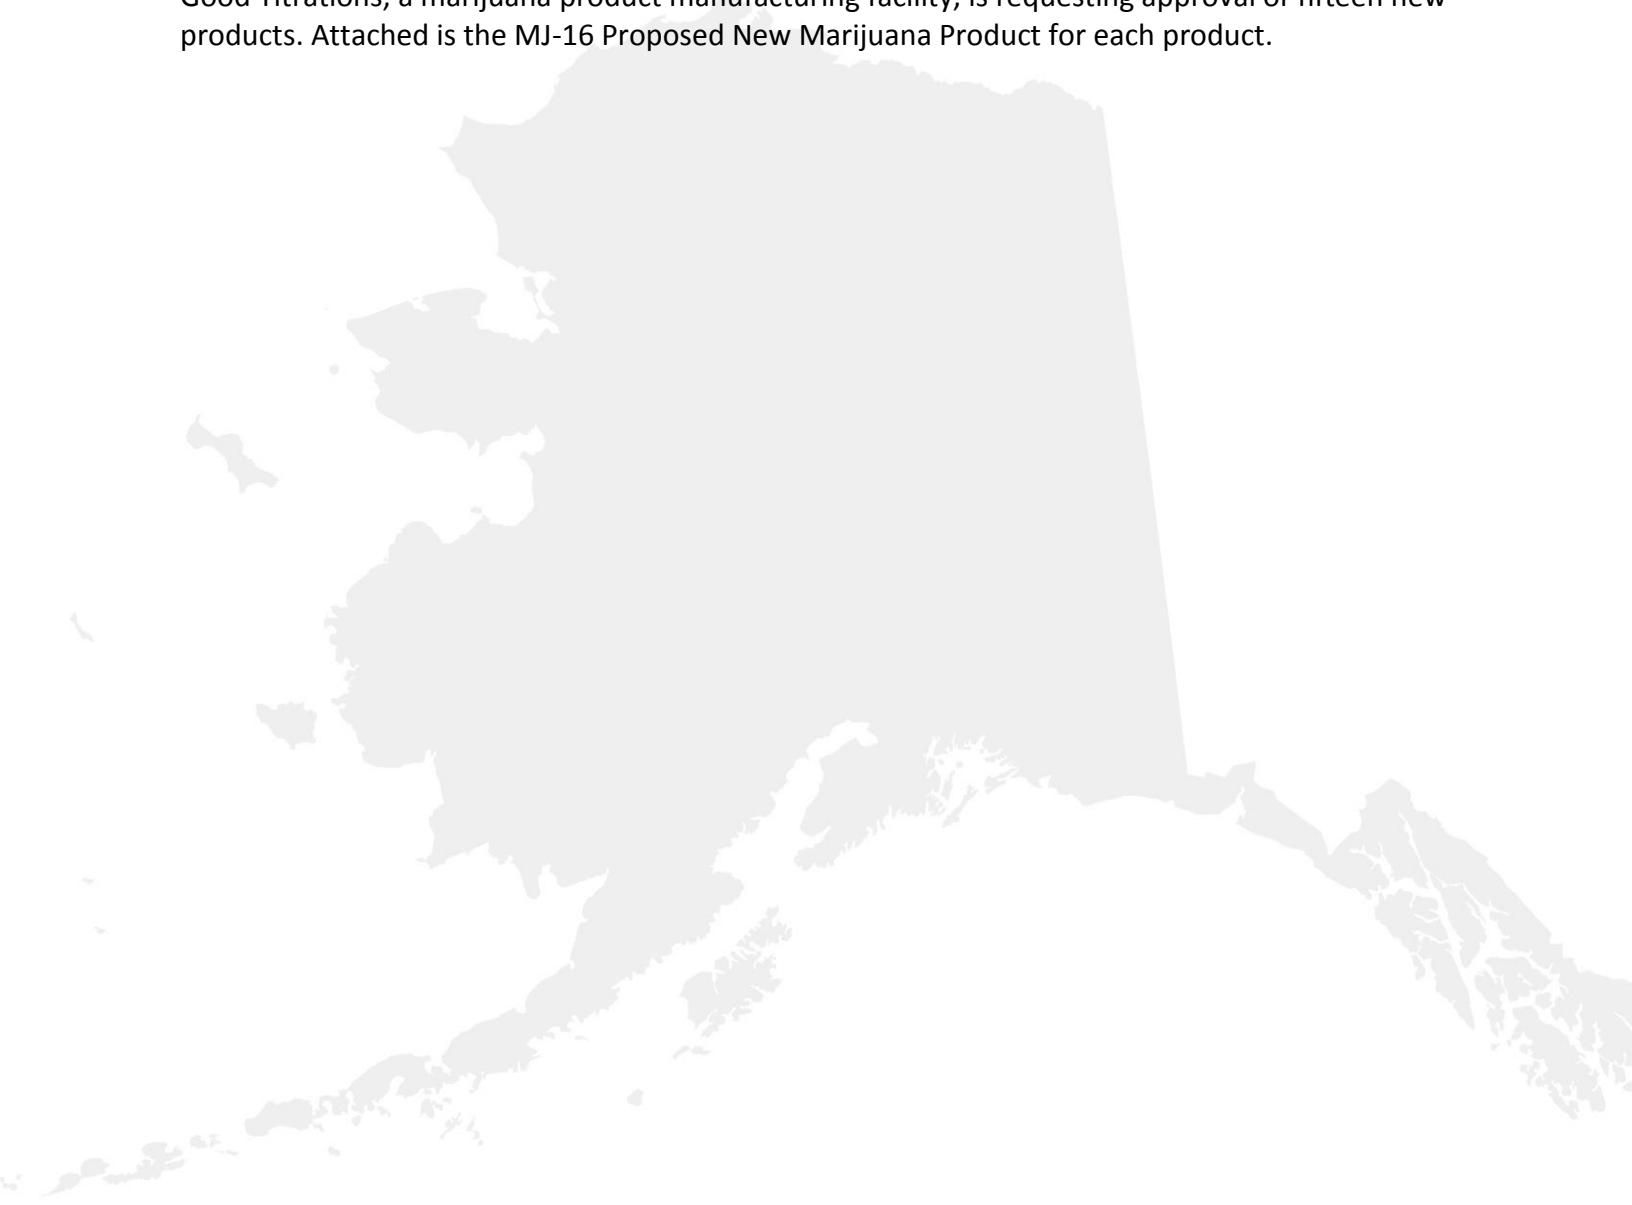 Good Titrations, a marijuana product manufacturing facility, is requesting approval of fifteen new
products. Attached is the MJ-16 Proposed New Marijuana Product for each product.